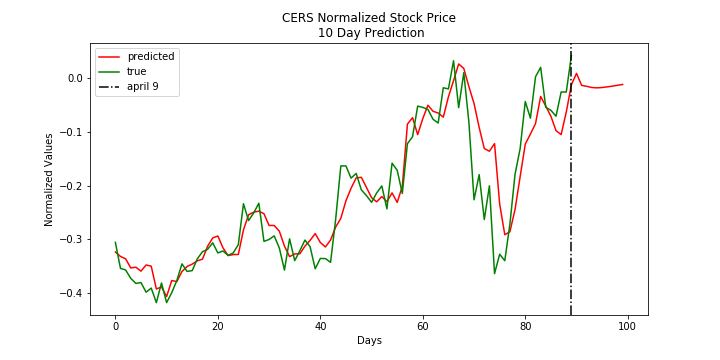 CERS Normalized Stock Price
10 Day Prediction
predicted
true
april 9
Normalized Values
0.0
−0.1
−0.2
−0.3
−0.4
0
20
40
60
80
100
Days